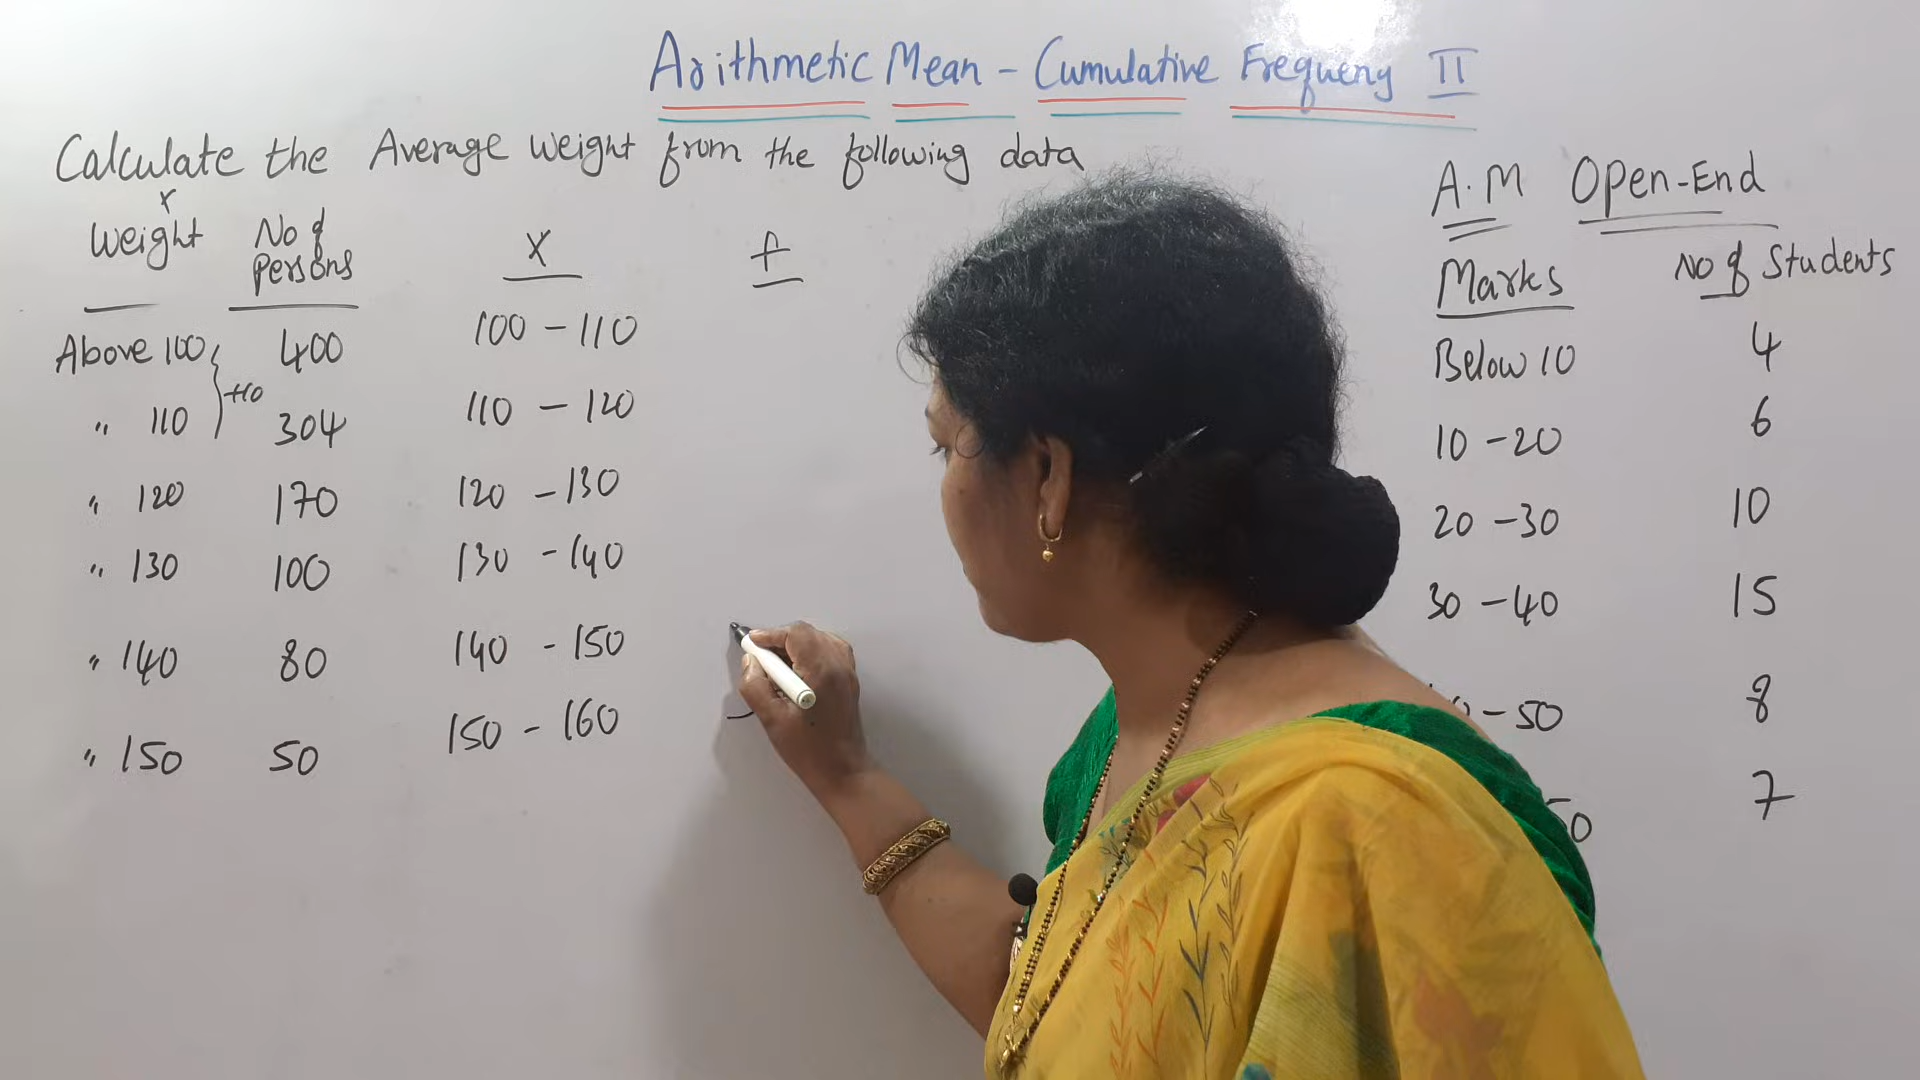 Arithmetic Mean - Cumulative Frequeny II
Calculate the Average weight from the following data
X
Weight No of Persons
Above 100 400
" 110 304
+10
" 120 170
" 130 100
" 140 80
" 150 50
X f
100 - 110
110 - 120
120 - 130
130 - 140
140 - 150
150 - 160
A.M Open-End
Marks No of Students
Below 10 4
10 - 20 6
20 - 30 10
30 - 40 15
- 50 8
7